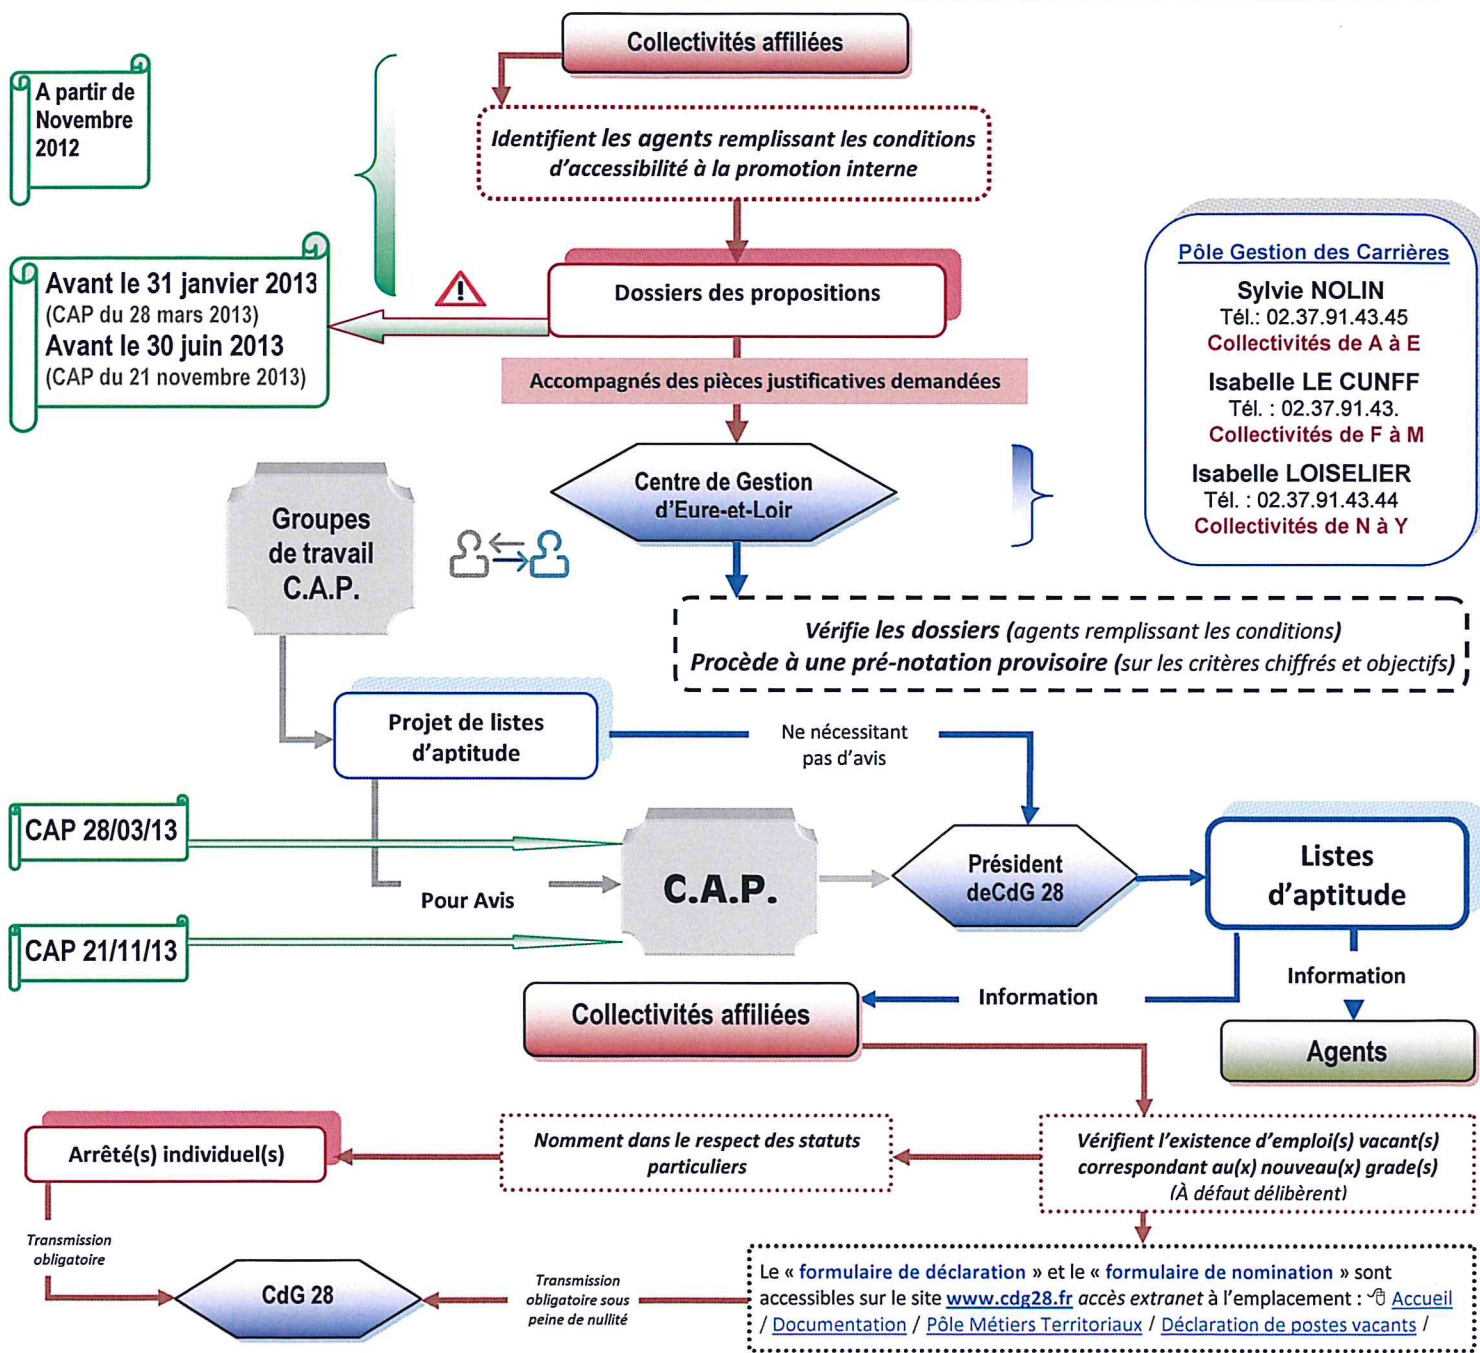 Collectivités affiliées
A partir de
Novembre
2012
Identifient les agents remplissant les conditions
d'accessibilité à la promotion interne
Avant le 31 janvier 2013
(CAP du 28 mars 2013)
Avant le 30 juin 2013
(CAP du 21 novembre 2013)
Dossiers des propositions
Accompagnés des pièces justificatives demandées
Pôle Gestion des Carrières
Sylvie NOLIN
Tél.: 02.37.91.43.45
Collectivités de A à E
Isabelle LE CUNFF
Tél. : 02.37.91.43.
Collectivités de F à M
Isabelle LOISELIER
Tél. : 02.37.91.43.44
Collectivités de N à Y
Centre de Gestion
d'Eure-et-Loir
Groupes
de travail
C.A.P.
Vérifie les dossiers (agents remplissant les conditions)
Procède à une pré-notation provisoire (sur les critères chiffrés et objectifs)
Projet de listes
d'aptitude
Ne nécessitant
pas d'avis
CAP 28/03/13
Pour Avis
C.A.P.
Président
deCdG 28
Listes
d'aptitude
CAP 21/11/13
Information
Information
Collectivités affiliées
Agents
Arrêté(s) individuel(s)
Nomment dans le respect des statuts
particuliers
Vérifient l'existence d'emploi(s) vacant(s)
correspondant au(x) nouveau(x) grade(s)
(À défaut délibèrent)
Transmission
obligatoire
CdG 28
Transmission
obligatoire sous
peine de nullité
Le « formulaire de déclaration » et le « formulaire de nomination » sont
accessibles sur le site www.cdg28.fr accès extranet à l'emplacement : Accueil
/ Documentation / Pôle Métiers Territoriaux / Déclaration de postes vacants /